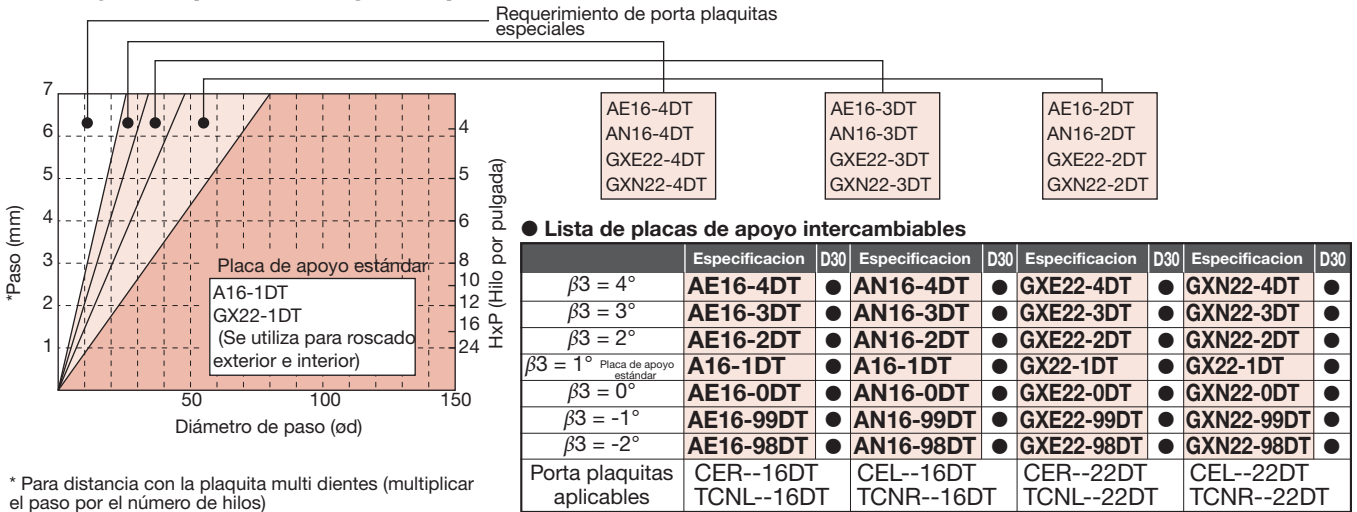 Requerimiento de porta plaquitas
especiales
AE16-4DT
AN16-4DT
GXE22-4DT
GXN22-4DT
AE16-3DT
AN16-3DT
GXE22-3DT
GXN22-3DT
AE16-2DT
AN16-2DT
GXE22-2DT
GXN22-2DT
*Paso (mm)
7
6
5
4
3
2
1
50
100
150
Diámetro de paso (ød)
4
5
6
8
10
12
16
24
HxP (Hilo por pulgada)
Placa de apoyo estándar
A16-1DT
GX22-1DT
(Se utiliza para roscado
exterior e interior)
* Para distancia con la plaquita multi dientes (multiplicar
el paso por el número de hilos)
● Lista de placas de apoyo intercambiables
Especificacion D30 Especificacion D30 Especificacion D30 Especificacion D30
β3 = 4° AE16-4DT ● AN16-4DT ● GXE22-4DT ● GXN22-4DT ●
β3 = 3° AE16-3DT ● AN16-3DT ● GXE22-3DT ● GXN22-3DT ●
β3 = 2° AE16-2DT ● AN16-2DT ● GXE22-2DT ● GXN22-2DT ●
β3 = 1° Placa de apoyo estándar A16-1DT ● A16-1DT ● GX22-1DT ● GX22-1DT ●
β3 = 0° AE16-0DT ● AN16-0DT ● GXE22-0DT ● GXN22-0DT ●
β3 = -1° AE16-99DT ● AN16-99DT ● GXE22-99DT ● GXN22-99DT ●
β3 = -2° AE16-98DT ● AN16-98DT ● GXE22-98DT ● GXN22-98DT ●
Porta plaquitas CER--16DT CEL--16DT CER--22DT CEL--22DT
aplicables TCNL--16DT TCNR--16DT TCNL--22DT TCNR--22DT